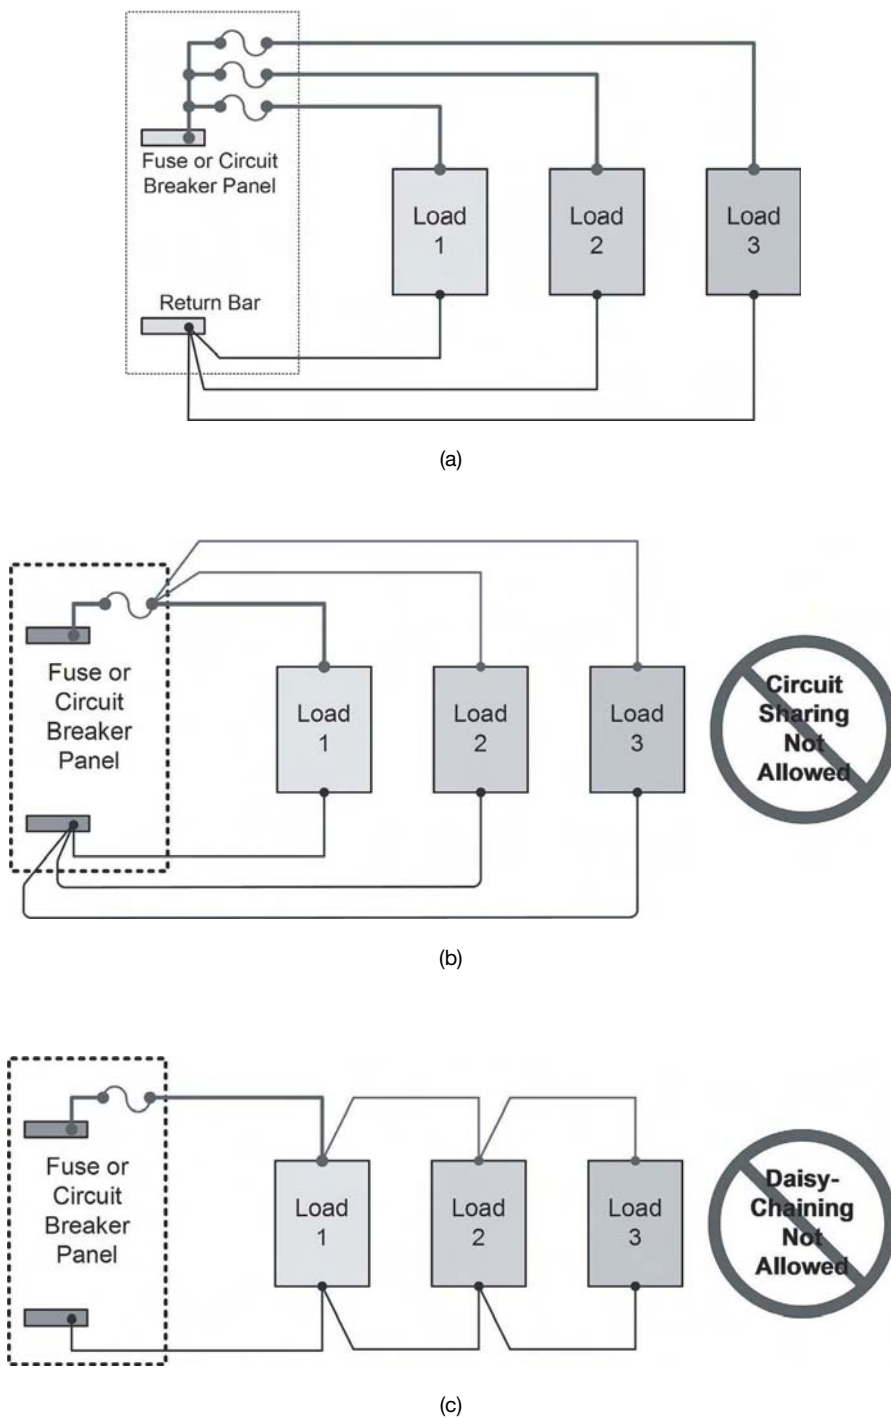 Fuse or Circuit
Breaker Panel
Load
1
Load
2
Load
3
Return Bar
(a)
Fuse or
Circuit
Breaker
Panel
Load
1
Load
2
Load
3
Circuit
Sharing
Not
Allowed
(b)
Fuse or
Circuit
Breaker
Panel
Load
1
Load
2
Load
3
Daisy-
Chaining
Not
Allowed
(c)